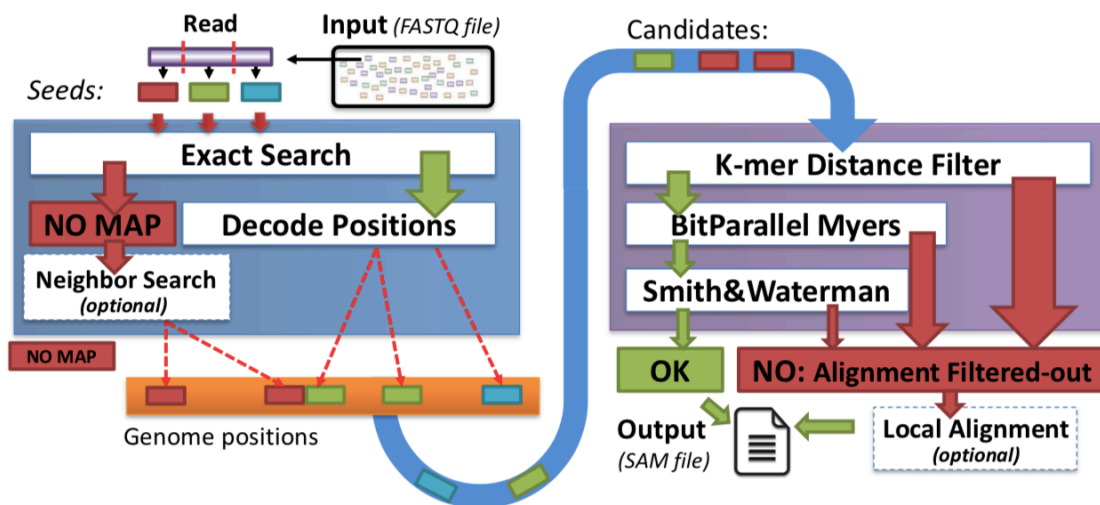 Read
Input (FASTQ file)
Seeds:
Exact Search
NO MAP
Decode Positions
Neighbor Search
(optional)
NO MAP
Genome positions
Candidates:
K-mer Distance Filter
BitParallel Myers
Smith&Waterman
OK
NO: Alignment Filtered-out
Output
(SAM file)
Local Alignment
(optional)